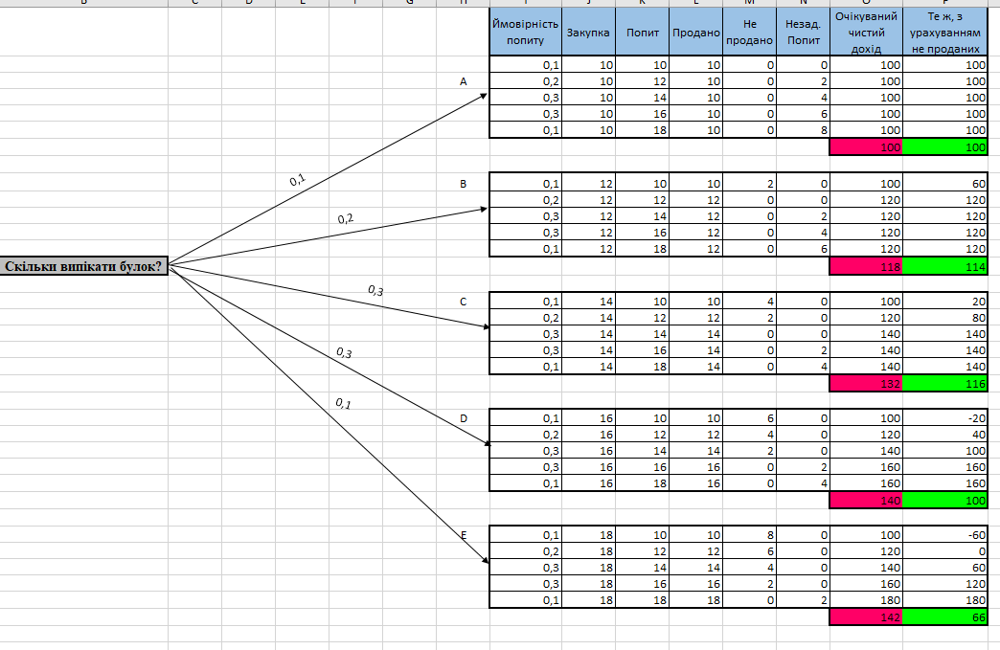 B C D E F G H I J K L M N O P
Ймовірність попиту Закупка Попит Продано Не продано Незад. Попит Очікуваний чистий дохід Те ж, з урахуванням не проданих
0,1 10 10 10 0 0 100 100
A 0,2 10 12 10 0 2 100 100
0,3 10 14 10 0 4 100 100
0,3 10 16 10 0 6 100 100
0,1 10 18 10 0 8 100 100
100 100
0,1
B 0,1 12 10 10 2 0 100 60
0,2 12 12 12 0 0 120 120
0,2
0,3 12 14 12 0 2 120 120
0,3 12 16 12 0 4 120 120
0,1 12 18 12 0 6 120 120
Скільки випікати булок? 118 114
0,3
C 0,1 14 10 10 4 0 100 20
0,2 14 12 12 2 0 120 80
0,3 14 14 14 0 0 140 140
0,3
0,3 14 16 14 0 2 140 140
0,1 14 18 14 0 4 140 140
132 116
0,1
D 0,1 16 10 10 6 0 100 -20
0,2 16 12 12 4 0 120 40
0,3 16 14 14 2 0 140 100
0,3 16 16 16 0 2 160 160
0,1 16 18 16 0 4 160 160
140 100
E 0,1 18 10 10 8 0 100 -60
0,2 18 12 12 6 0 120 0
0,3 18 14 14 4 0 140 60
0,3 18 16 16 2 0 160 120
0,1 18 18 18 0 2 180 180
142 66